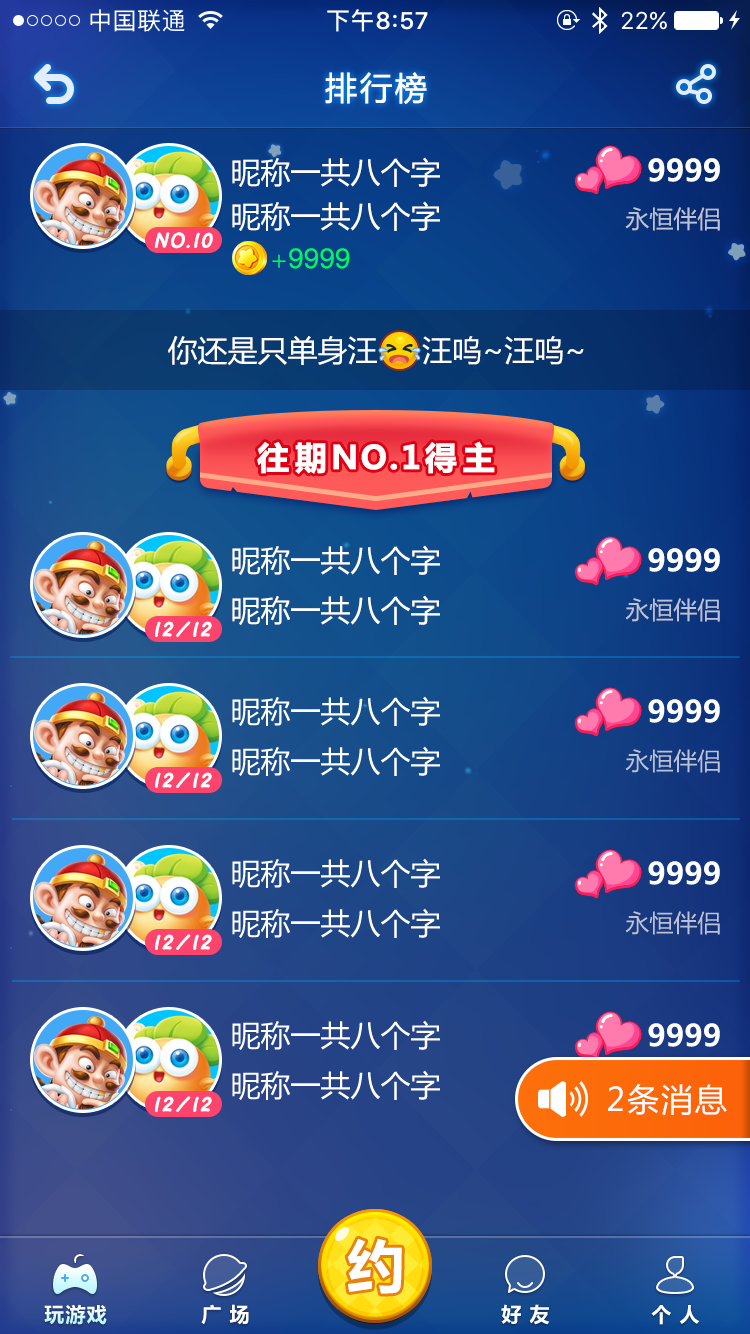 中国联通 下午8:57 22%
排行榜
昵称一共八个字 9999
昵称一共八个字 永恒伴侣
NO.10
+9999
你还是只单身汪😂汪呜~汪呜~
往期NO.1得主
昵称一共八个字 9999
昵称一共八个字 永恒伴侣
12/12
昵称一共八个字 9999
昵称一共八个字 永恒伴侣
12/12
昵称一共八个字 9999
昵称一共八个字 永恒伴侣
12/12
昵称一共八个字 9999
昵称一共八个字
12/12
2条消息
玩游戏 广场 约 好友 个人